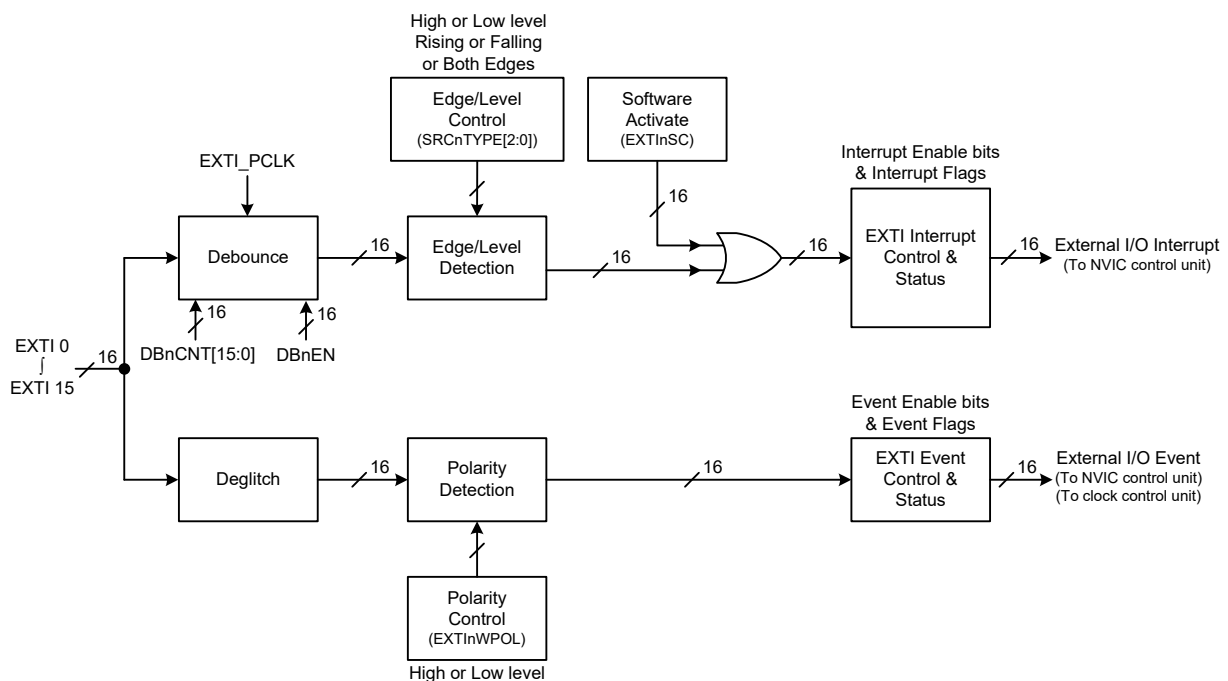 High or Low level
Rising or Falling
or Both Edges
Edge/Level
Control
(SRCnTYPE[2:0])
Software
Activate
(EXTInSC)
EXTI_PCLK
16
Interrupt Enable bits
& Interrupt Flags
Debounce
16
Edge/Level
Detection
16
16
EXTI Interrupt
Control &
Status
16
External I/O Interrupt
(To NVIC control unit)
16
16
DBnCNT[15:0]
DBnEN
EXTI 0
∫
EXTI 15
16
Event Enable bits
& Event Flags
Deglitch
16
Polarity
Detection
16
EXTI Event
Control &
Status
16
External I/O Event
(To NVIC control unit)
(To clock control unit)
Polarity
Control
(EXTInWPOL)
High or Low level